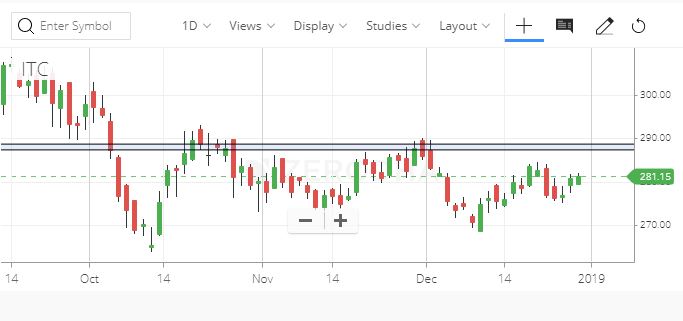 Enter Symbol 1D Views Display Studies Layout
ITC
300.00
290.00
281.15
270.00
14 Oct 14 Nov 14 Dec 14 2019